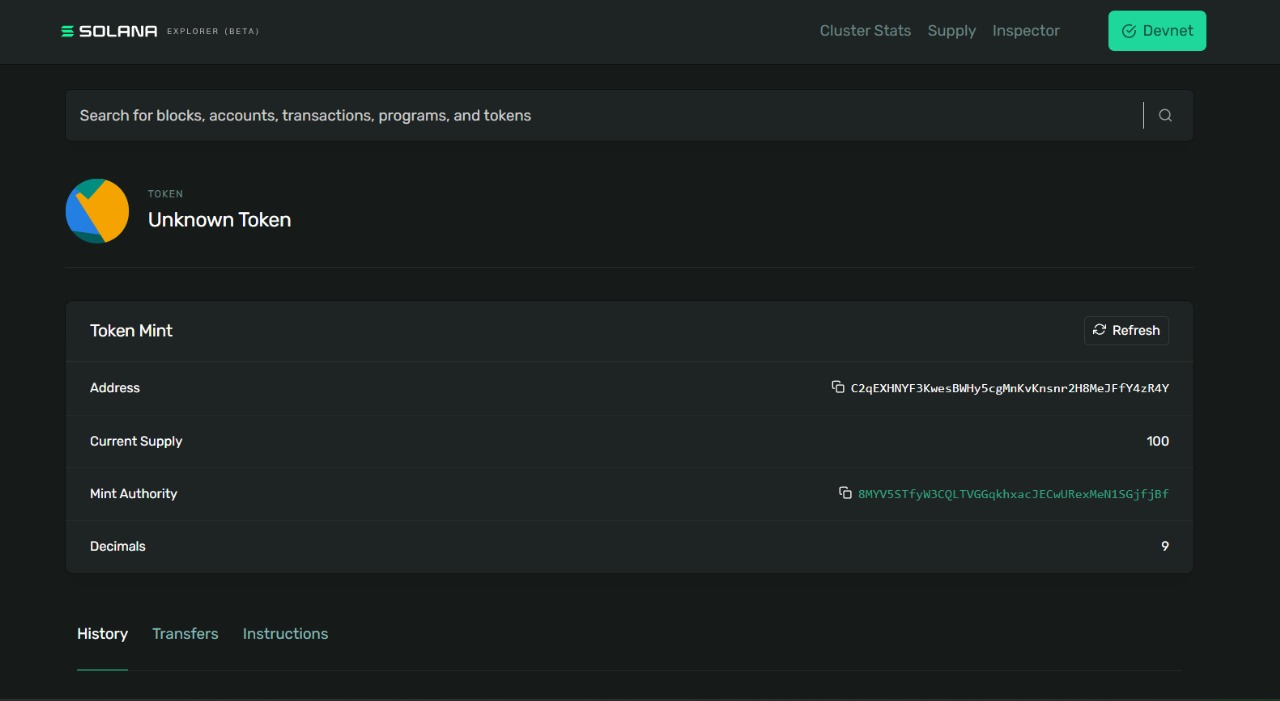 SOLANA EXPLORER (BETA) Cluster Stats Supply Inspector Devnet
Search for blocks, accounts, transactions, programs, and tokens
TOKEN
Unknown Token
Token Mint Refresh
Address C2qEXHNYF3KwesBWHy5cgMnKvKnsnr2H8MeJFfY4zR4Y
Current Supply 100
Mint Authority 8MYV5STfyW3CQLTVGGqkhxacJECwURexMeN1SGjfjBf
Decimals 9
History Transfers Instructions